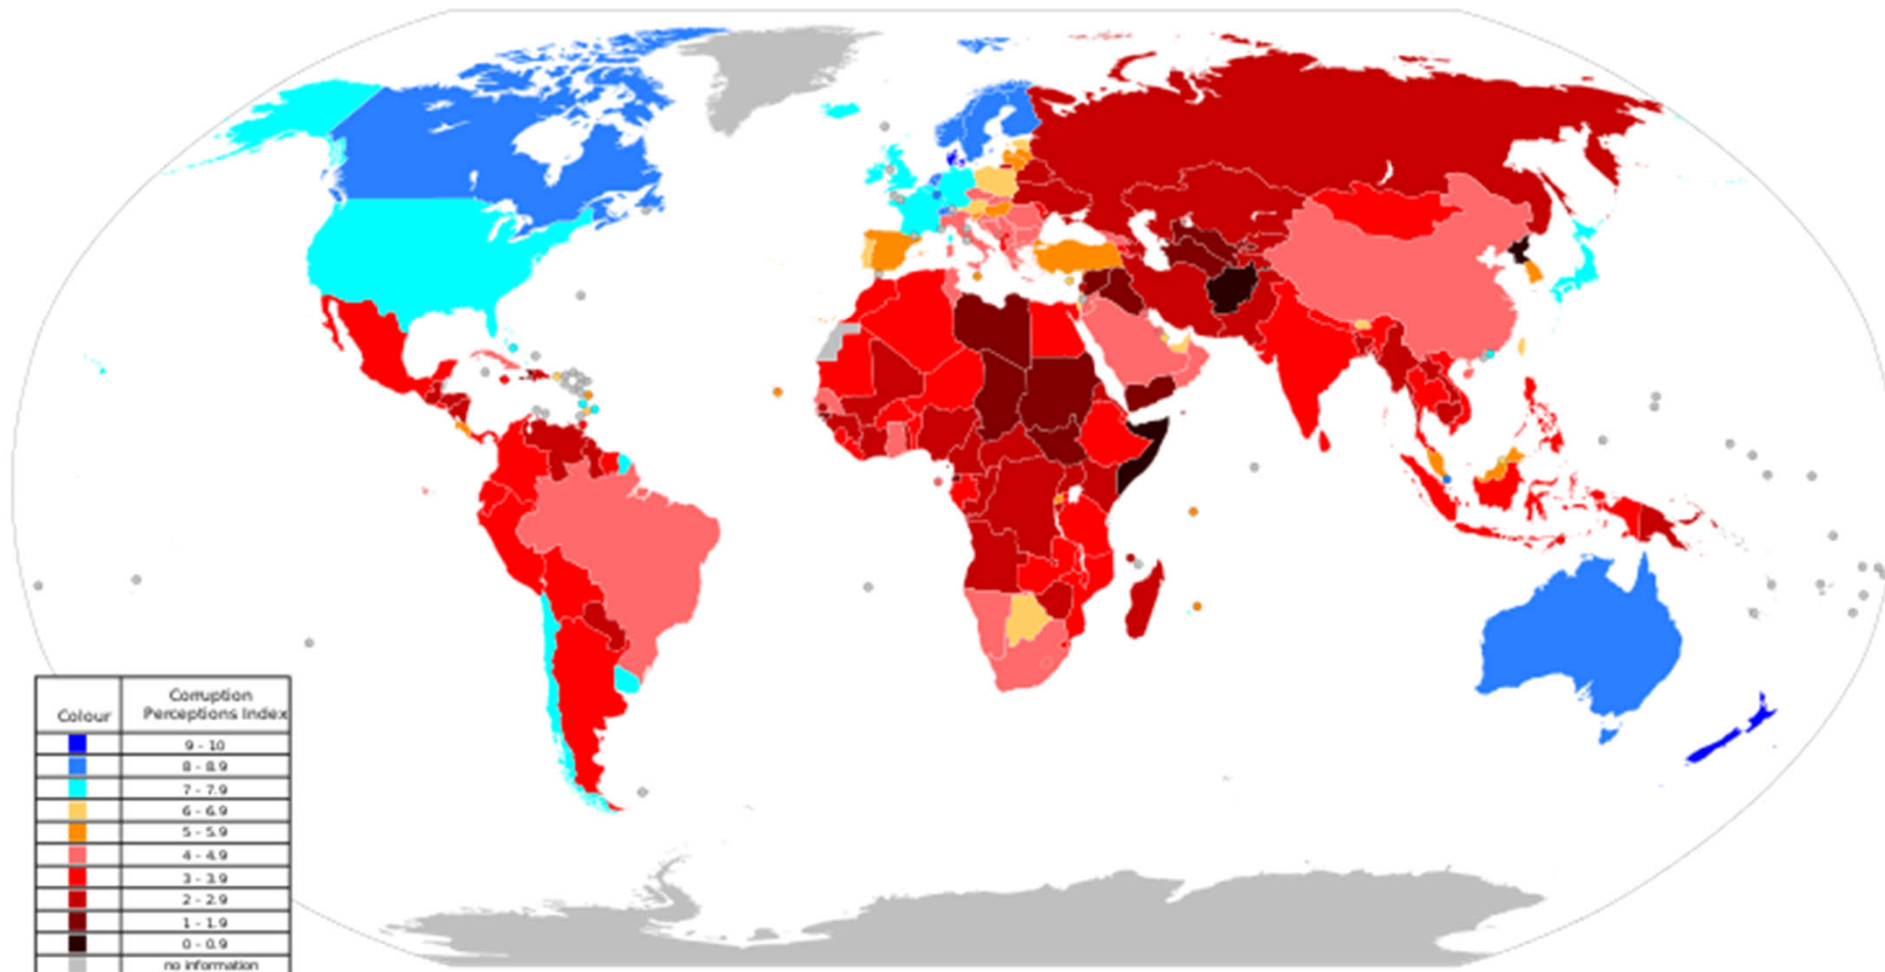 Colour
Corruption
Perceptions Index
9 - 10
8 - 8.9
7 - 7.9
6 - 6.9
5 - 5.9
4 - 4.9
3 - 3.9
2 - 2.9
1 - 1.9
0 - 0.9
no information